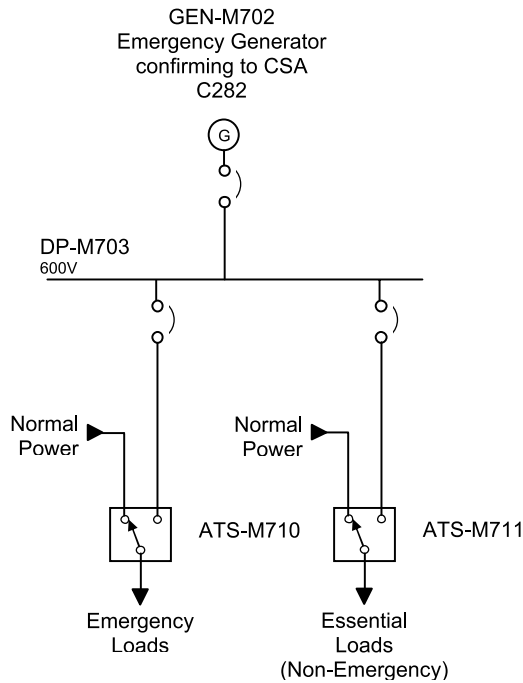 GEN-M702
Emergency Generator
confirming to CSA
C282
G
DP-M703
600V
Normal
Power
ATS-M710
Emergency
Loads
Normal
Power
ATS-M711
Essential
Loads
(Non-Emergency)